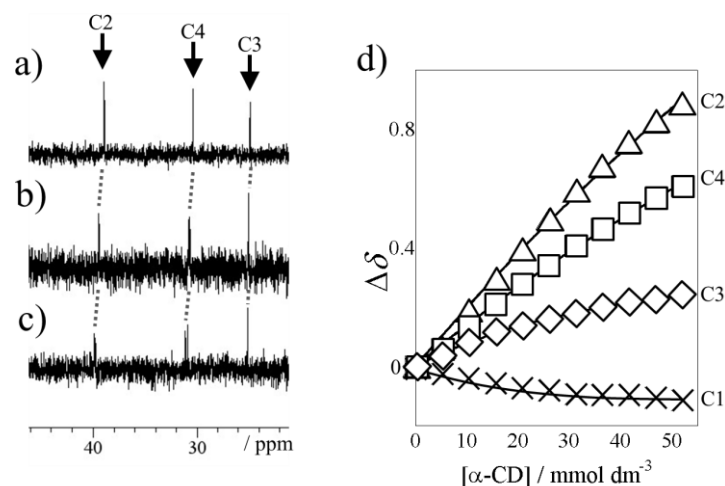 C2
C4
C3
a)
b)
c)
40
30
/ ppm
d)
0.8
0.4
0
Δδ
C2
C4
C3
C1
0
10
20
30
40
50
[α-CD] / mmol dm-3